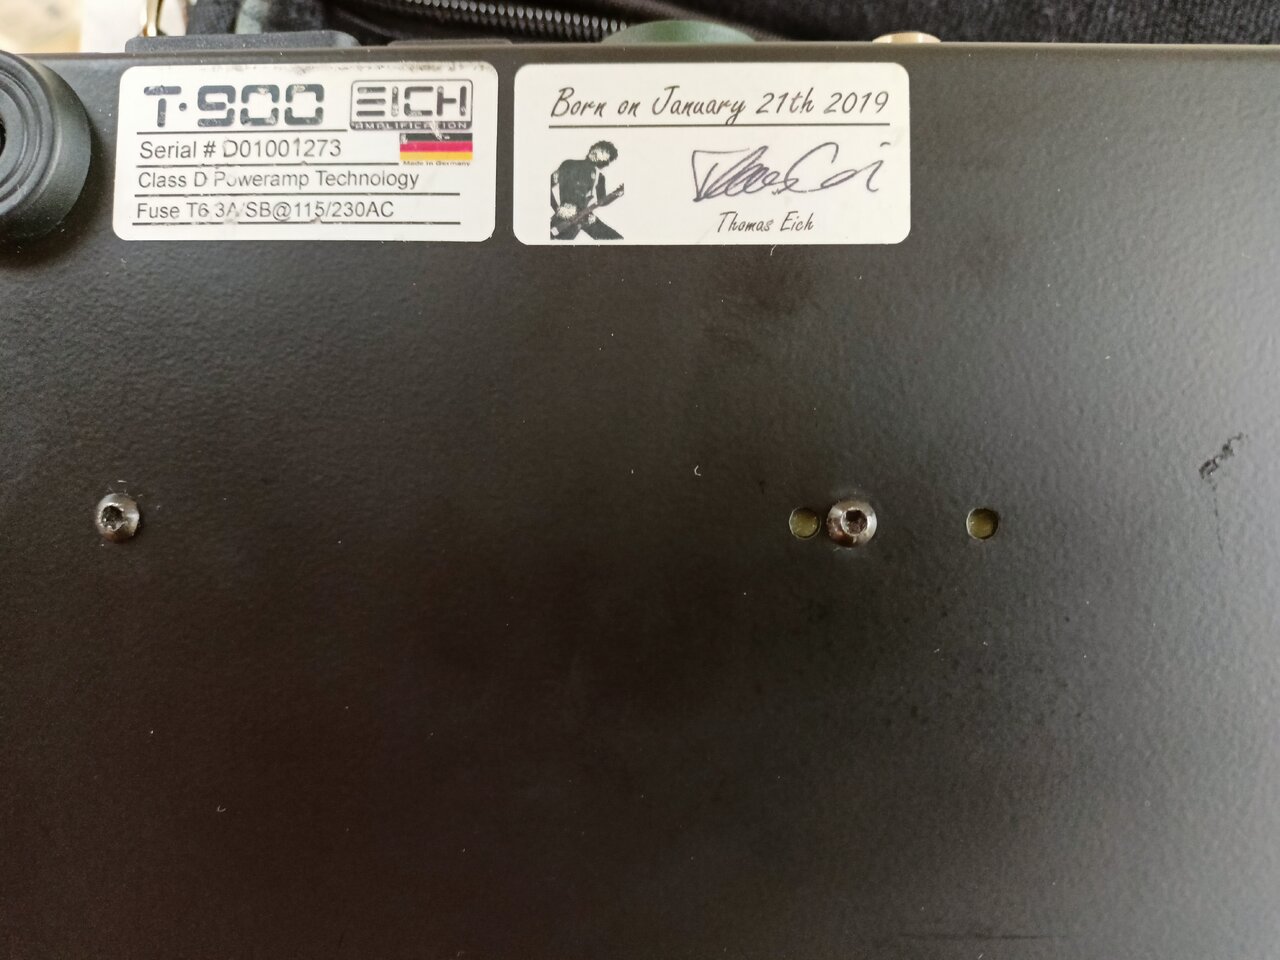 T·900 EICH
AMPLIFICATION
Serial # D01001273
Made in Germany
Class D Poweramp Technology
Fuse T6,3A/SB@115/230AC
Born on January 21th 2019
Thomas Eich